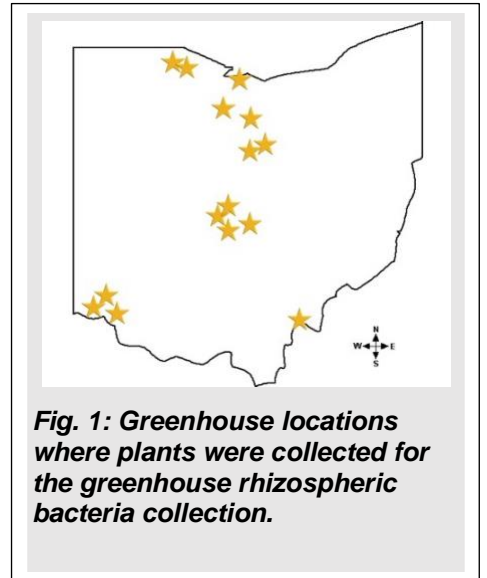 N
W E
S
Fig. 1: Greenhouse locations
where plants were collected for
the greenhouse rhizospheric
bacteria collection.